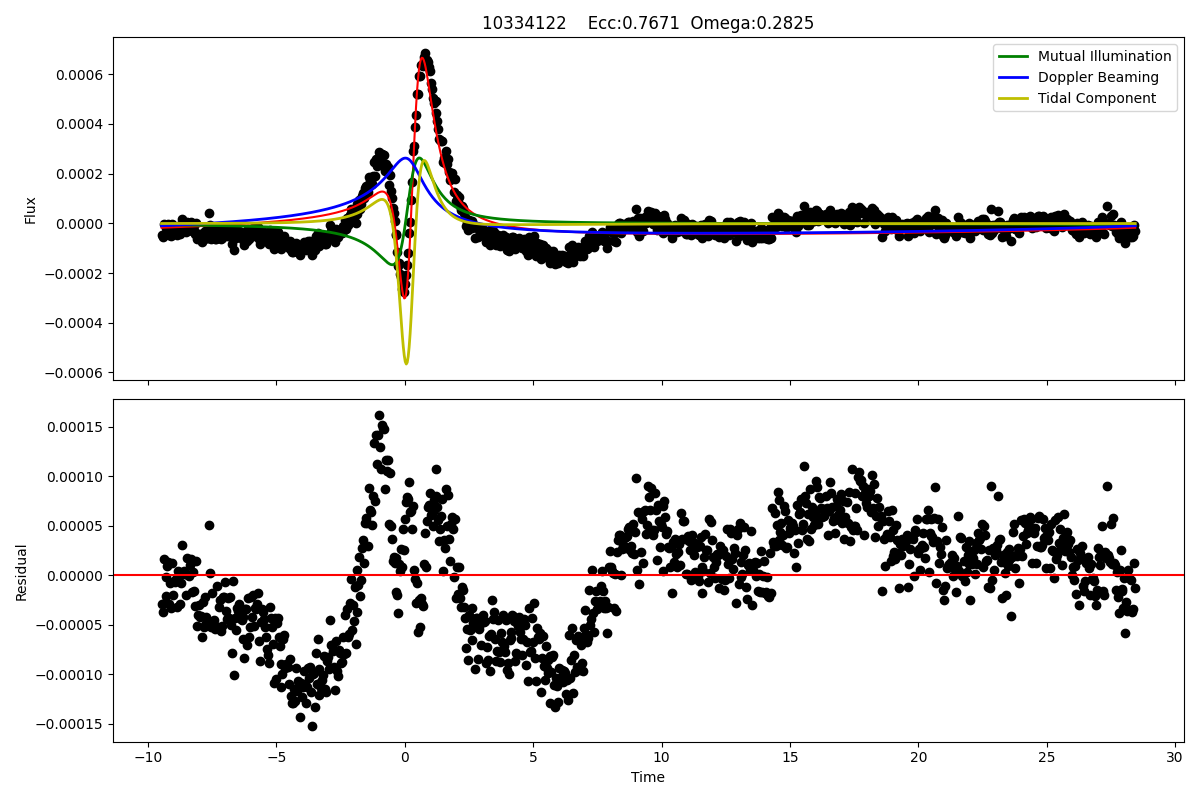 10334122    Ecc:0.7671  Omega:0.2825
Mutual Illumination
Doppler Beaming
Tidal Component
Flux
0.0006
0.0004
0.0002
0.0000
−0.0002
−0.0004
−0.0006
Residual
0.00015
0.00010
0.00005
0.00000
−0.00005
−0.00010
−0.00015
−10 −5 0 5 10 15 20 25 30
Time